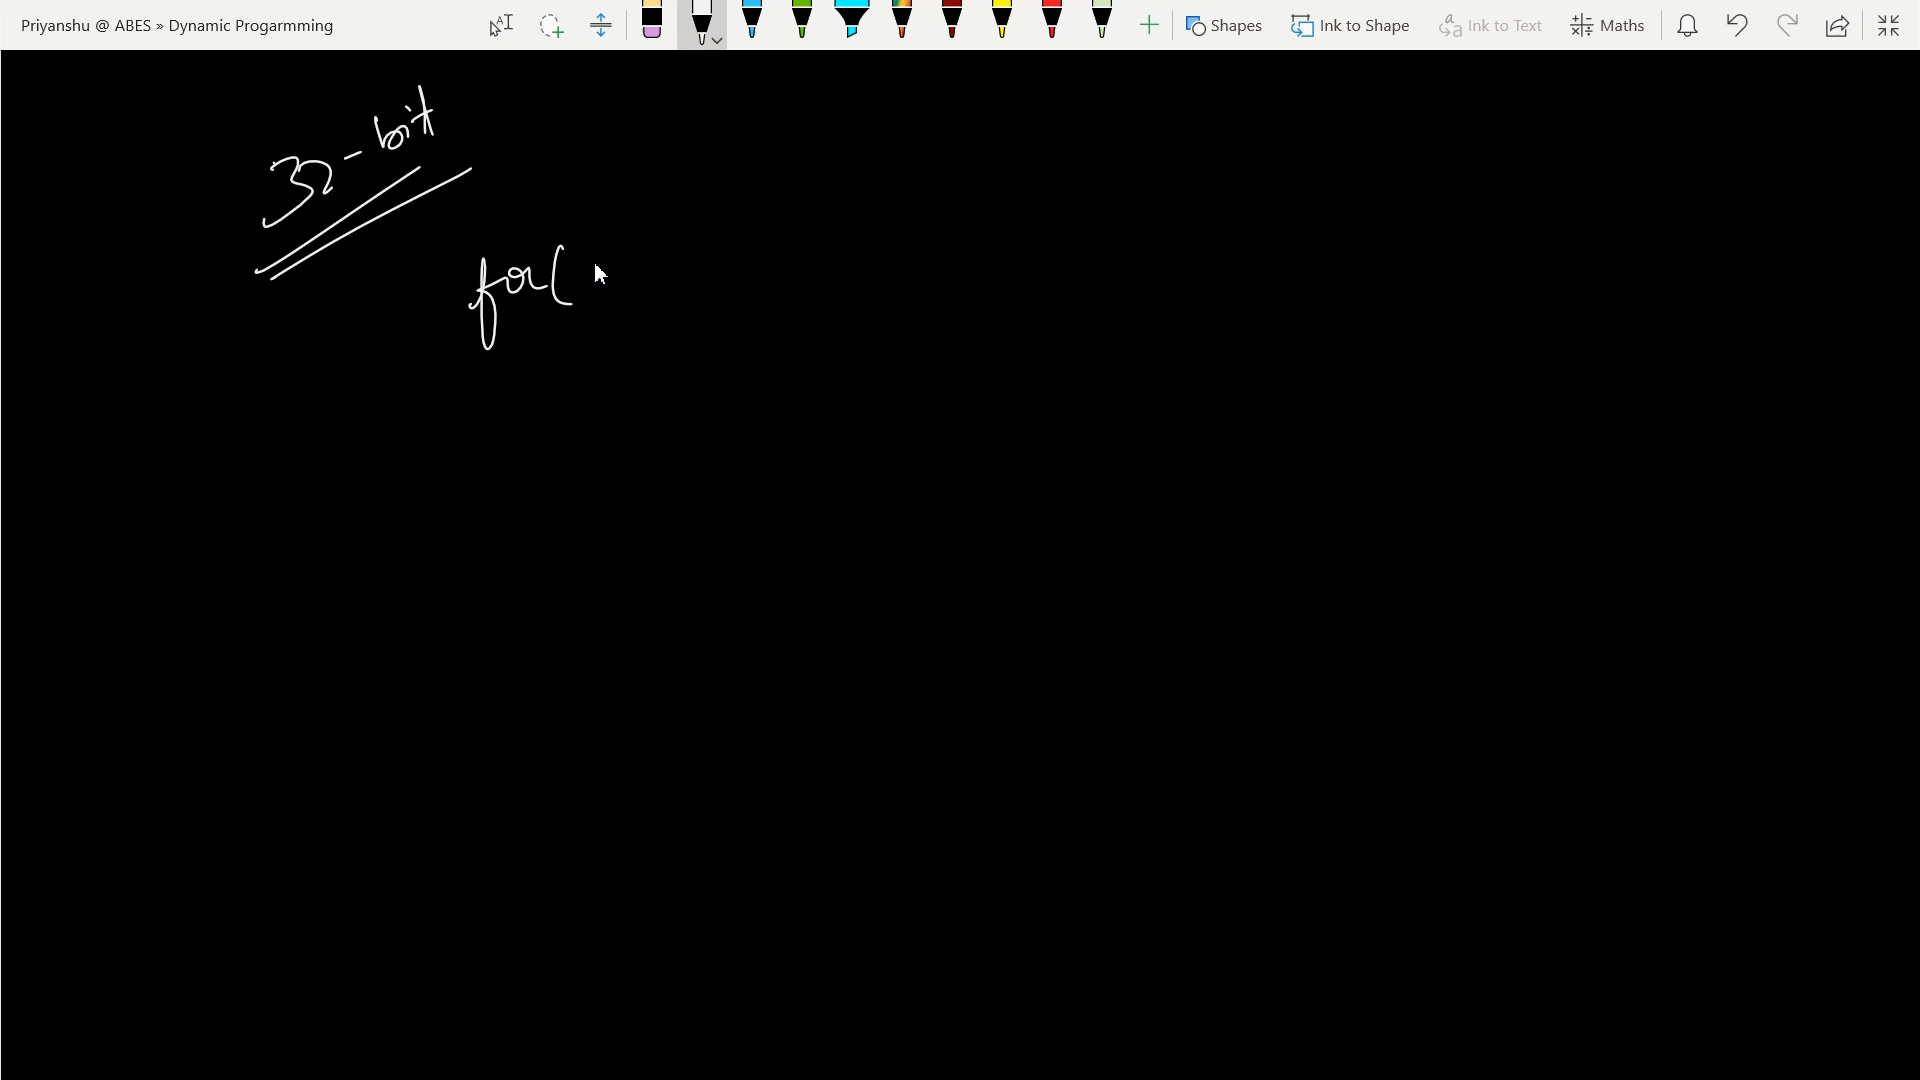 Priyanshu @ ABES » Dynamic Progarmming
Shapes
Ink to Shape
Ink to Text
Maths
32-bit
for(